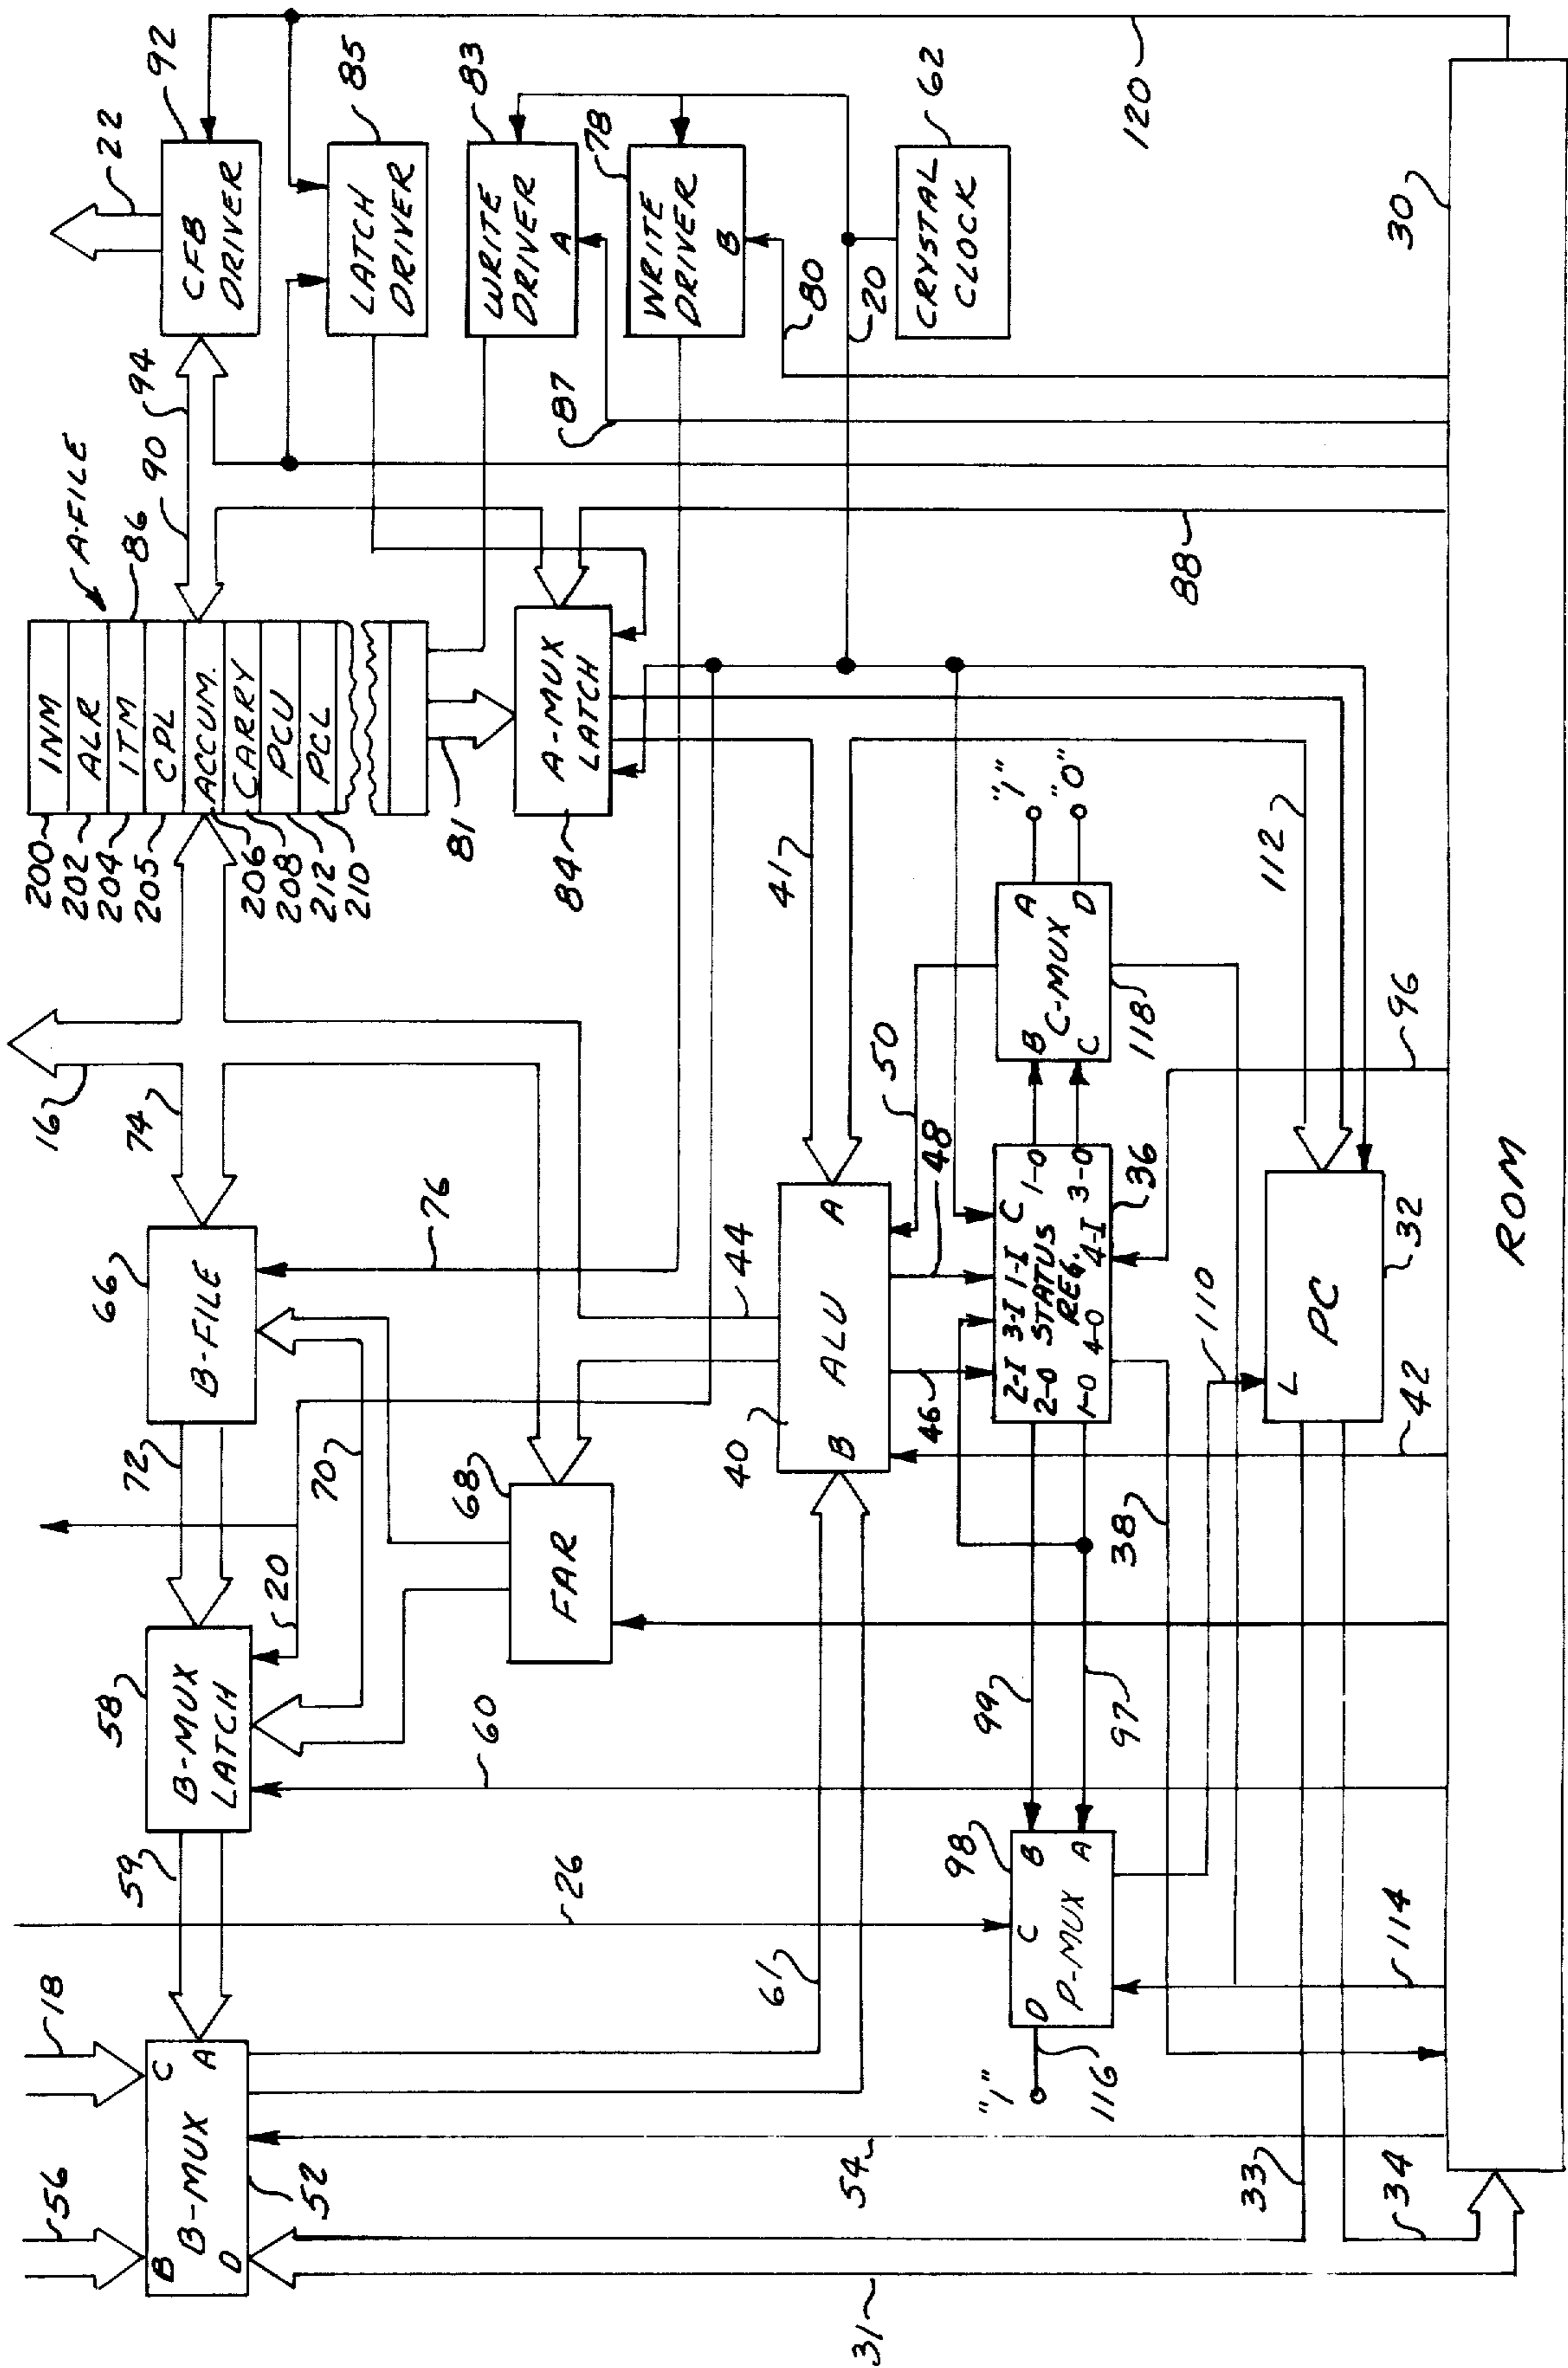 56
18
B
C
B-MUX
D
A
52
59
58
B-MUX
LATCH
72
66
B-FILE
74
16
20
70
76
60
26
54
31
61
68
FAR
44
40
B
ALU
A
41
46
48
50
200
202
204
205
206
208
212
210
INM
ALR
ITM
CPL
ACCUM.
CARRY
PCU
PCL
A-FILE
86
90
94
81
84
A-MUX
LATCH
22
CFB
DRIVER
92
LATCH
DRIVER
85
WRITE
DRIVER
A
83
WRITE
DRIVER
B
78
87
80
20
CRYSTAL
CLOCK
62
88
120
2-I 3-I 1-I C
2-0 STATUS 1-0
REG.
1-0 4-0 4-I 3-0
36
A
B
C-MUX
C
D
"1"
"0"
118
96
112
99
97
38
98
C
B
D
P-MUX
A
"1"
116
114
110
L
PC
32
42
33
34
ROM
30